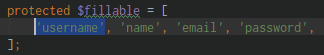 protected $fillable = [
'username', 'name', 'email', 'password',
];